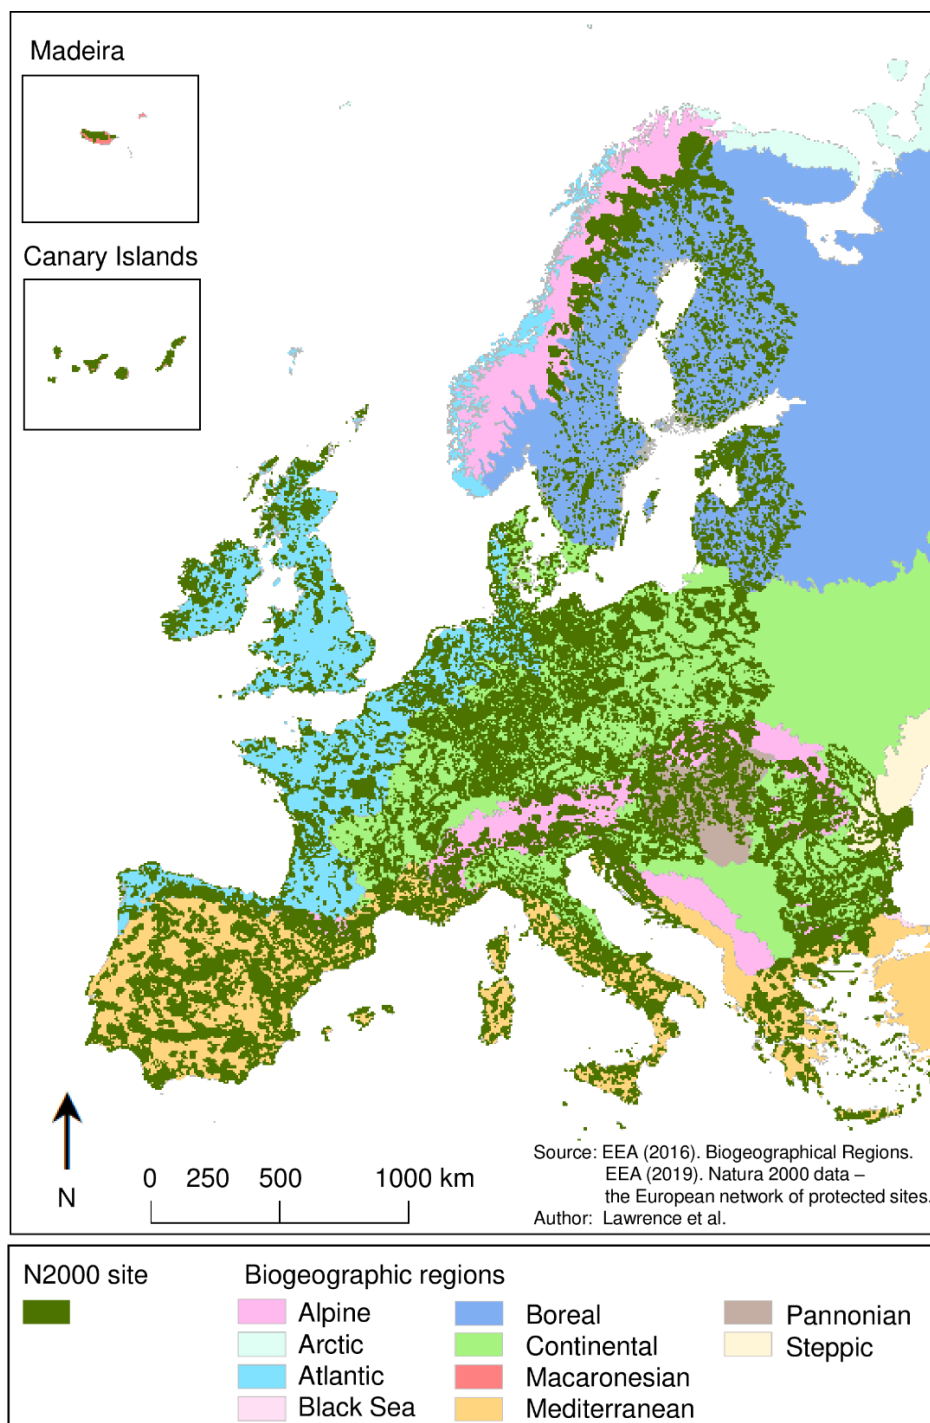 Madeira
Canary Islands
N
0 250 500 1000 km
Source: EEA (2016). Biogeographical Regions.
EEA (2019). Natura 2000 data –
the European network of protected sites.
Author: Lawrence et al.
N2000 site
Biogeographic regions
Alpine
Arctic
Atlantic
Black Sea
Boreal
Continental
Macaronesian
Mediterranean
Pannonian
Steppic